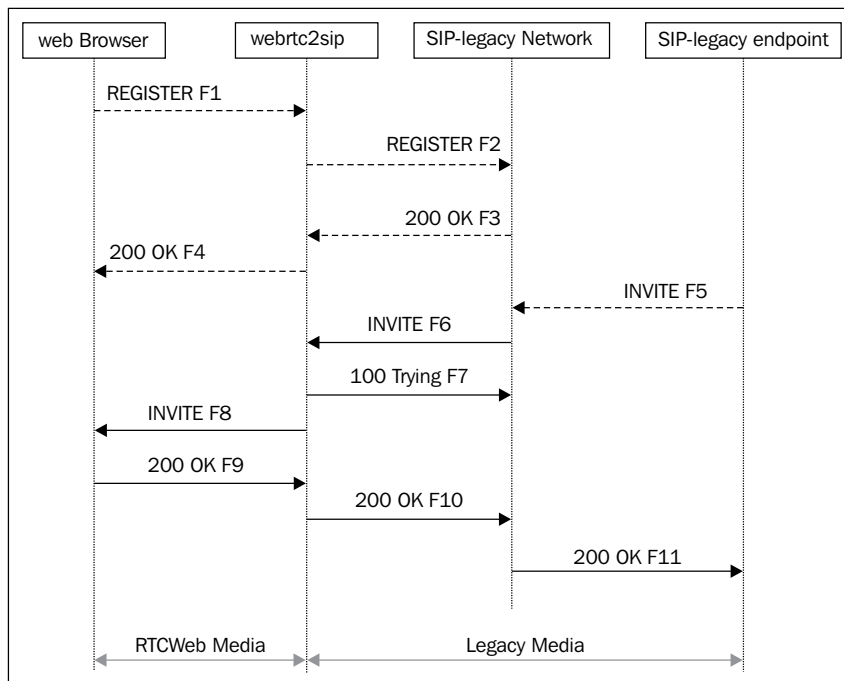 web Browser
webrtc2sip
SIP-legacy Network
SIP-legacy endpoint
REGISTER F1
REGISTER F2
200 OK F3
200 OK F4
INVITE F5
INVITE F6
100 Trying F7
INVITE F8
200 OK F9
200 OK F10
200 OK F11
RTCWeb Media
Legacy Media